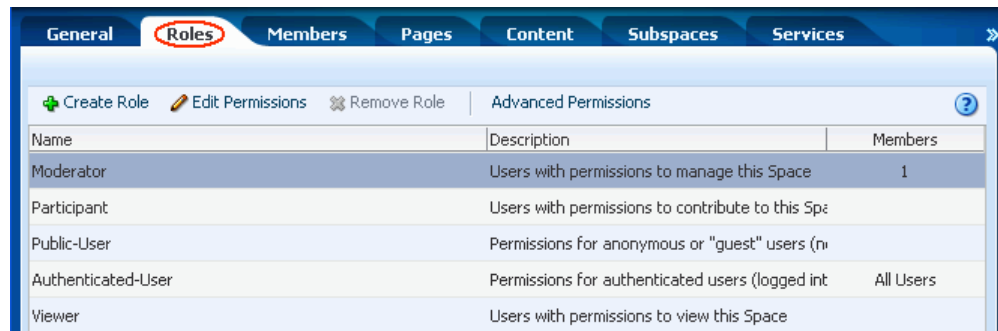 General Roles Members Pages Content Subspaces Services »
Create Role Edit Permissions Remove Role Advanced Permissions ?
Name Description Members
Moderator Users with permissions to manage this Space 1
Participant Users with permissions to contribute to this Spa
Public-User Permissions for anonymous or "guest" users (n
Authenticated-User Permissions for authenticated users (logged int All Users
Viewer Users with permissions to view this Space